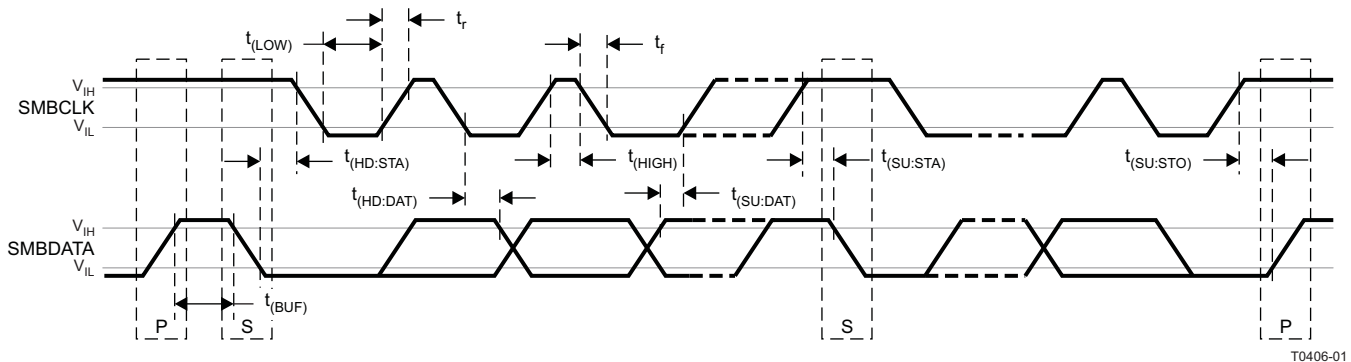 t(LOW)
tr
tf
VIH
SMBCLK
VIL
t(HD:STA)
t(HIGH)
t(SU:STA)
t(SU:STO)
t(HD:DAT)
t(SU:DAT)
VIH
SMBDATA
VIL
t(BUF)
P
S
S
P
T0406-01